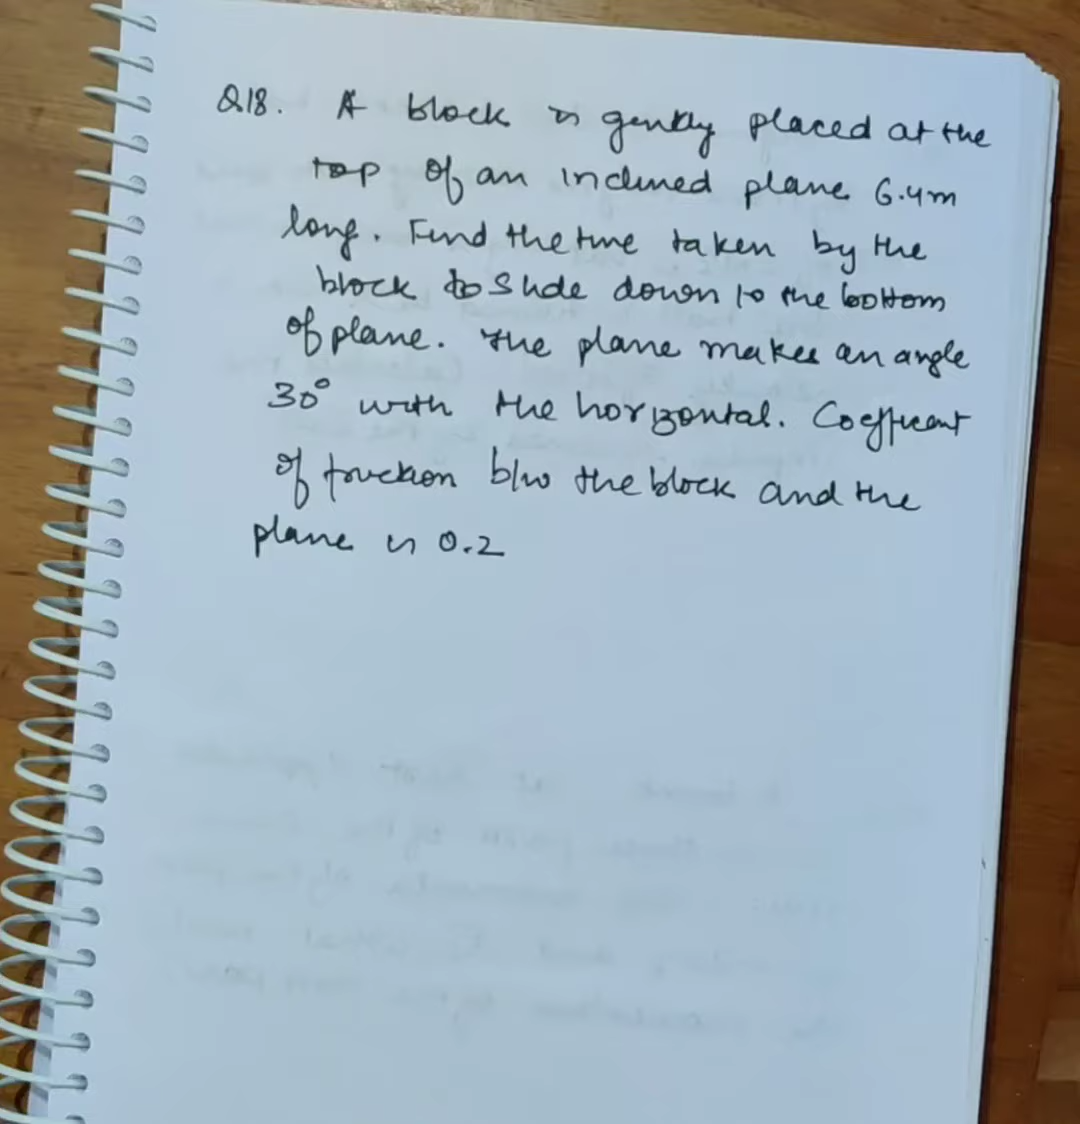 Q18. A block is gently placed at the
top of an inclined plane 6.4m
long. Find the time taken by the
block to slide down to the bottom
of plane. The plane makes an angle
30° with the horizontal. Coefficient
of friction b/w the block and the
plane is 0.2